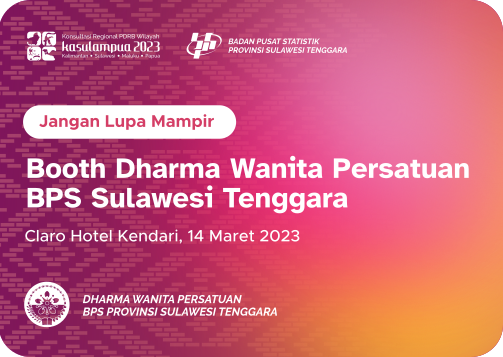 Konsultasi Regional PDRB Wilayah
kasulampua 2023
Kalimantan • Sulawesi • Maluku • Papua
BADAN PUSAT STATISTIK
PROVINSI SULAWESI TENGGARA
Jangan Lupa Mampir
Booth Dharma Wanita Persatuan
BPS Sulawesi Tenggara
Claro Hotel Kendari, 14 Maret 2023
DHARMA WANITA PERSATUAN
BPS PROVINSI SULAWESI TENGGARA